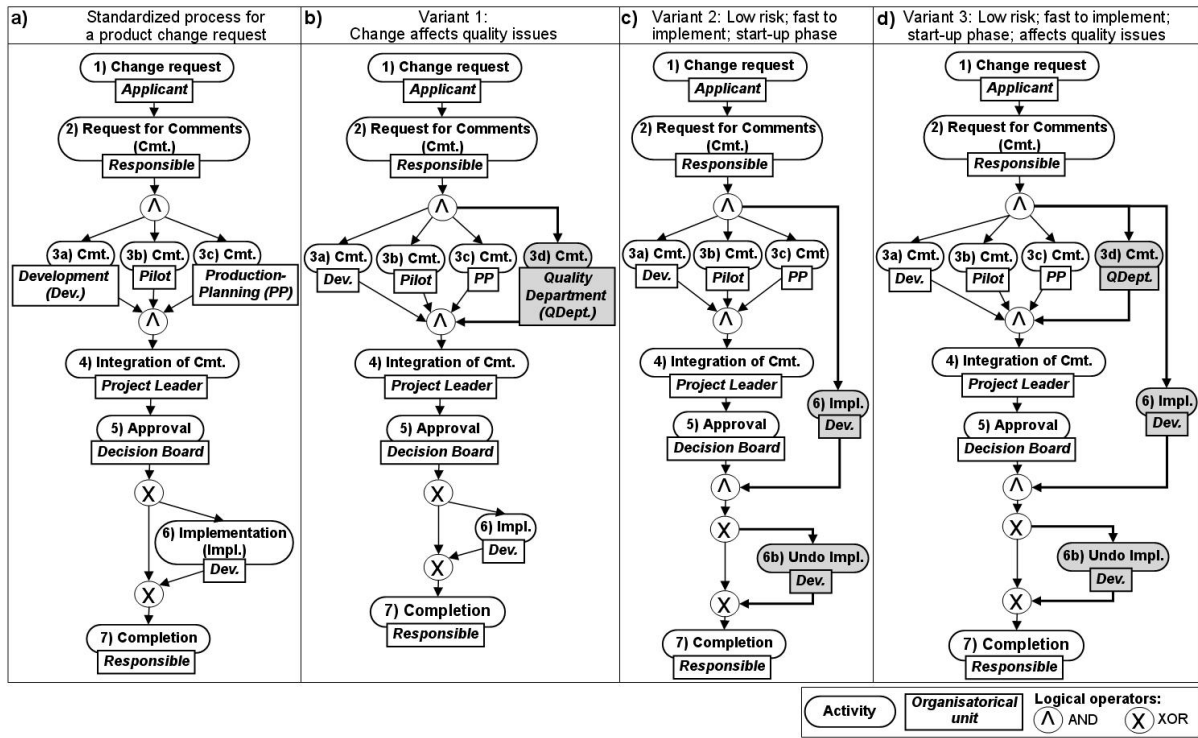 a) Standardized process for
a product change request
1) Change request
Applicant
2) Request for Comments
(Cmt.)
Responsible
Λ
3a) Cmt.
Development
(Dev.)
3b) Cmt.
Pilot
3c) Cmt.
Production-
Planning (PP)
Λ
4) Integration of Cmt.
Project Leader
5) Approval
Decision Board
X
6) Implementation
(Impl.)
Dev.
X
7) Completion
Responsible
b) Variant 1:
Change affects quality issues
1) Change request
Applicant
2) Request for Comments
(Cmt.)
Responsible
Λ
3a) Cmt.
Dev.
3b) Cmt.
Pilot
3c) Cmt.
PP
3d) Cmt.
Quality
Department
(QDept.)
Λ
4) Integration of Cmt.
Project Leader
5) Approval
Decision Board
X
6) Impl.
Dev.
X
7) Completion
Responsible
c) Variant 2: Low risk; fast to
implement; start-up phase
1) Change request
Applicant
2) Request for Comments
(Cmt.)
Responsible
Λ
3a) Cmt.
Dev.
3b) Cmt.
Pilot
3c) Cmt
PP
Λ
4) Integration of Cmt.
Project Leader
6) Impl.
Dev.
5) Approval
Decision Board
Λ
X
6b) Undo Impl.
Dev.
X
7) Completion
Responsible
d) Variant 3: Low risk; fast to implement;
start-up phase; affects quality issues
1) Change request
Applicant
2) Request for Comments
(Cmt.)
Responsible
Λ
3a) Cmt.
Dev.
3b) Cmt.
Pilot
3c) Cmt.
PP
3d) Cmt.
QDept.
Λ
4) Integration of Cmt.
Project Leader
6) Impl.
Dev.
5) Approval
Decision Board
Λ
X
6b) Undo Impl.
Dev.
X
7) Completion
Responsible
Activity
Organisatorical
unit
Logical operators:
Λ AND X XOR